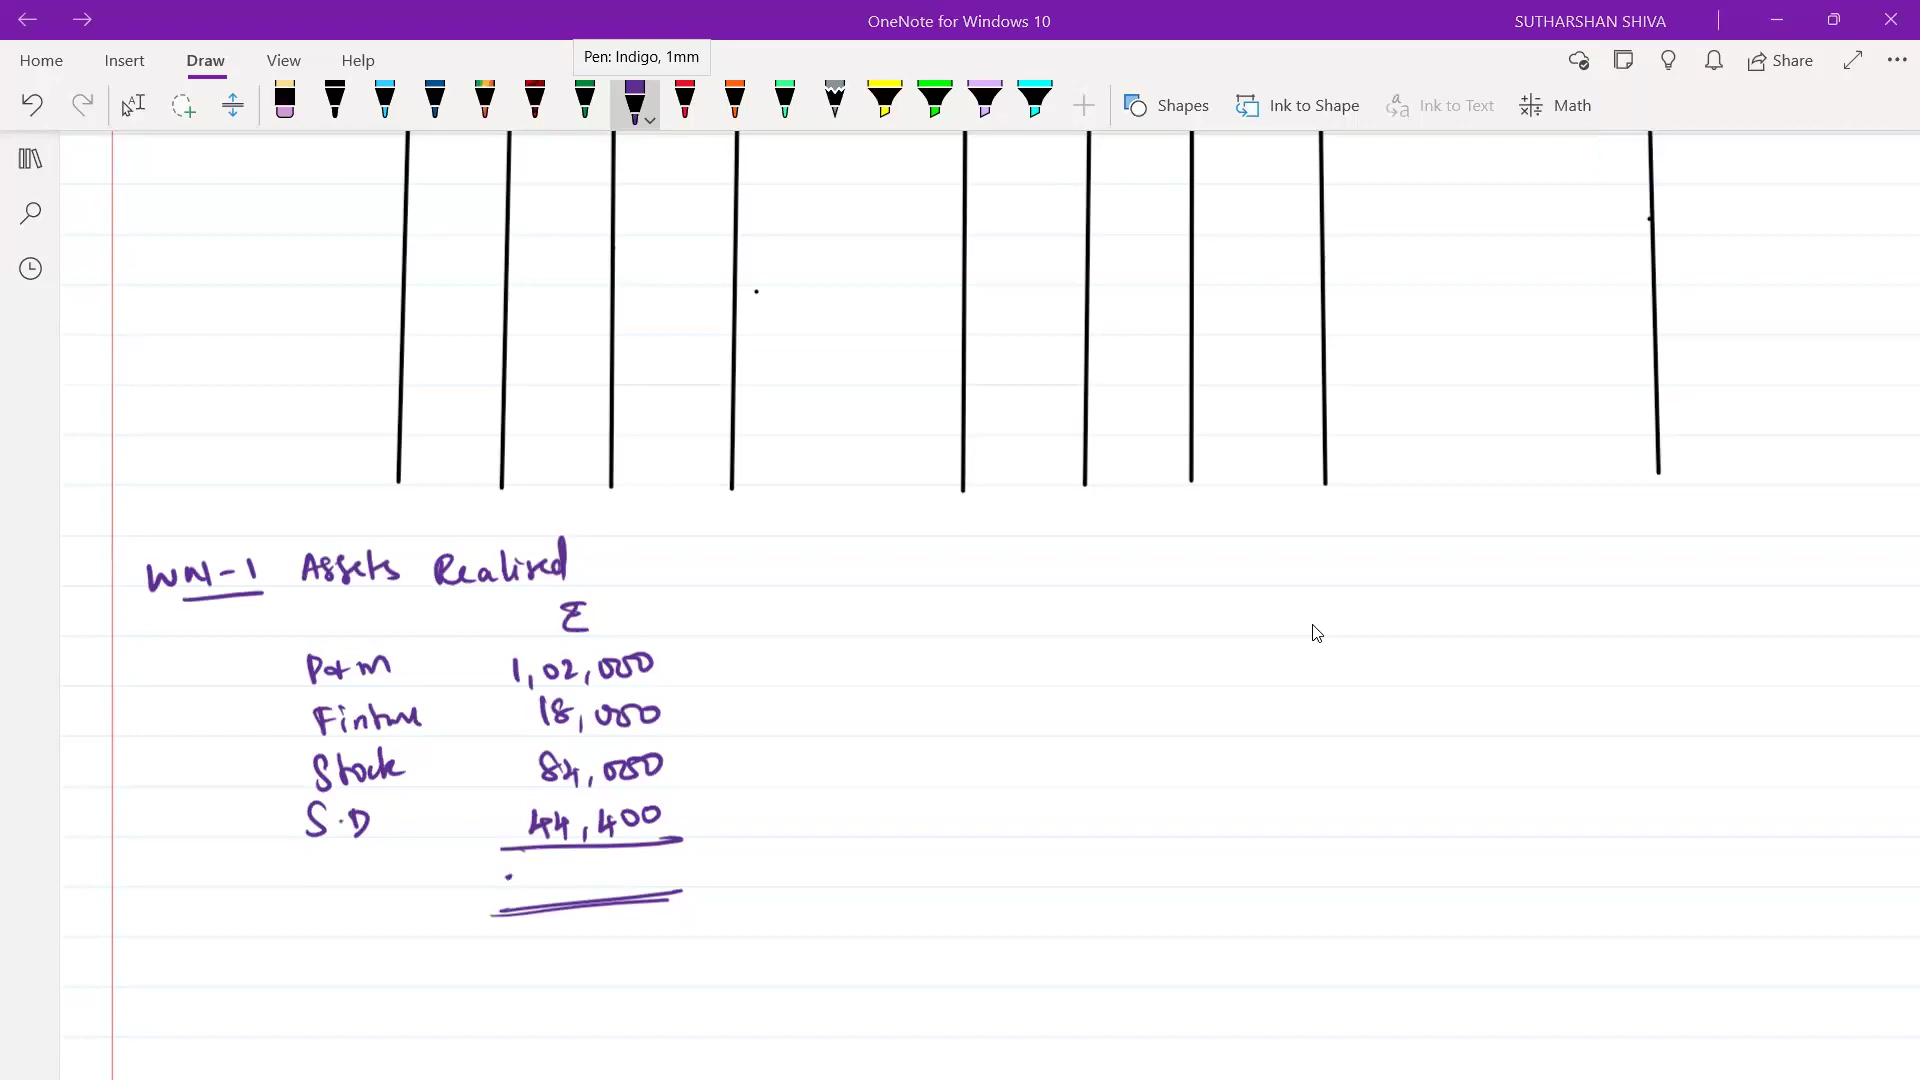 OneNote for Windows 10
SUTHARSHAN SHIVA
Home Insert Draw View Help
Pen: Indigo, 1mm
Share
Shapes Ink to Shape Ink to Text Math
WN-1 Assets Realised
P&M 1,02,000
Stock 84,000
S.D 44,400
18,000